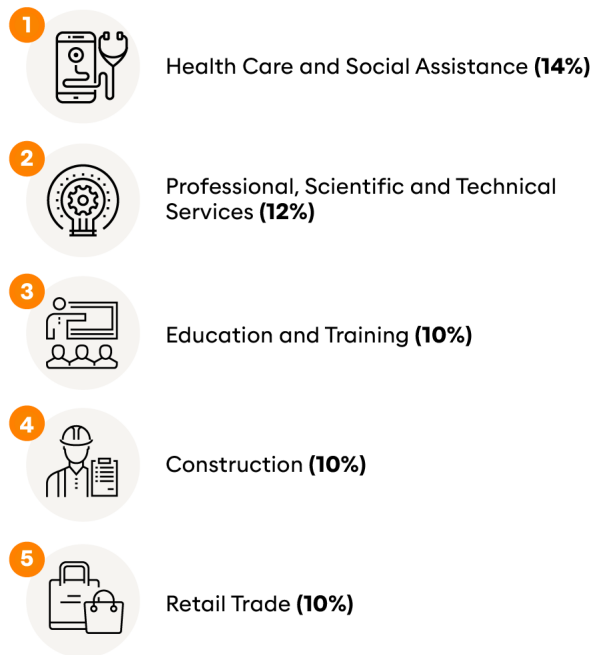 1
Health Care and Social Assistance (14%)
2
Professional, Scientific and Technical
Services (12%)
3
Education and Training (10%)
4
Construction (10%)
5
Retail Trade (10%)